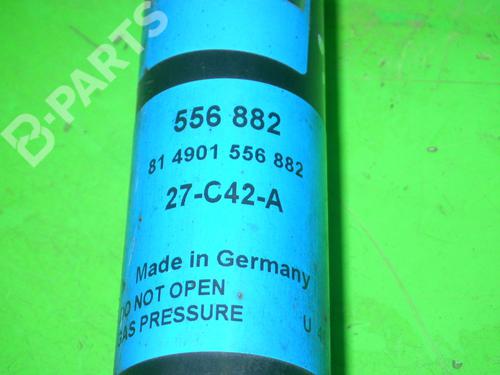 B-PARTS
556 882
81 4901 556 882
27-C42-A
Made in Germany
DO NOT OPEN
GAS PRESSURE
U